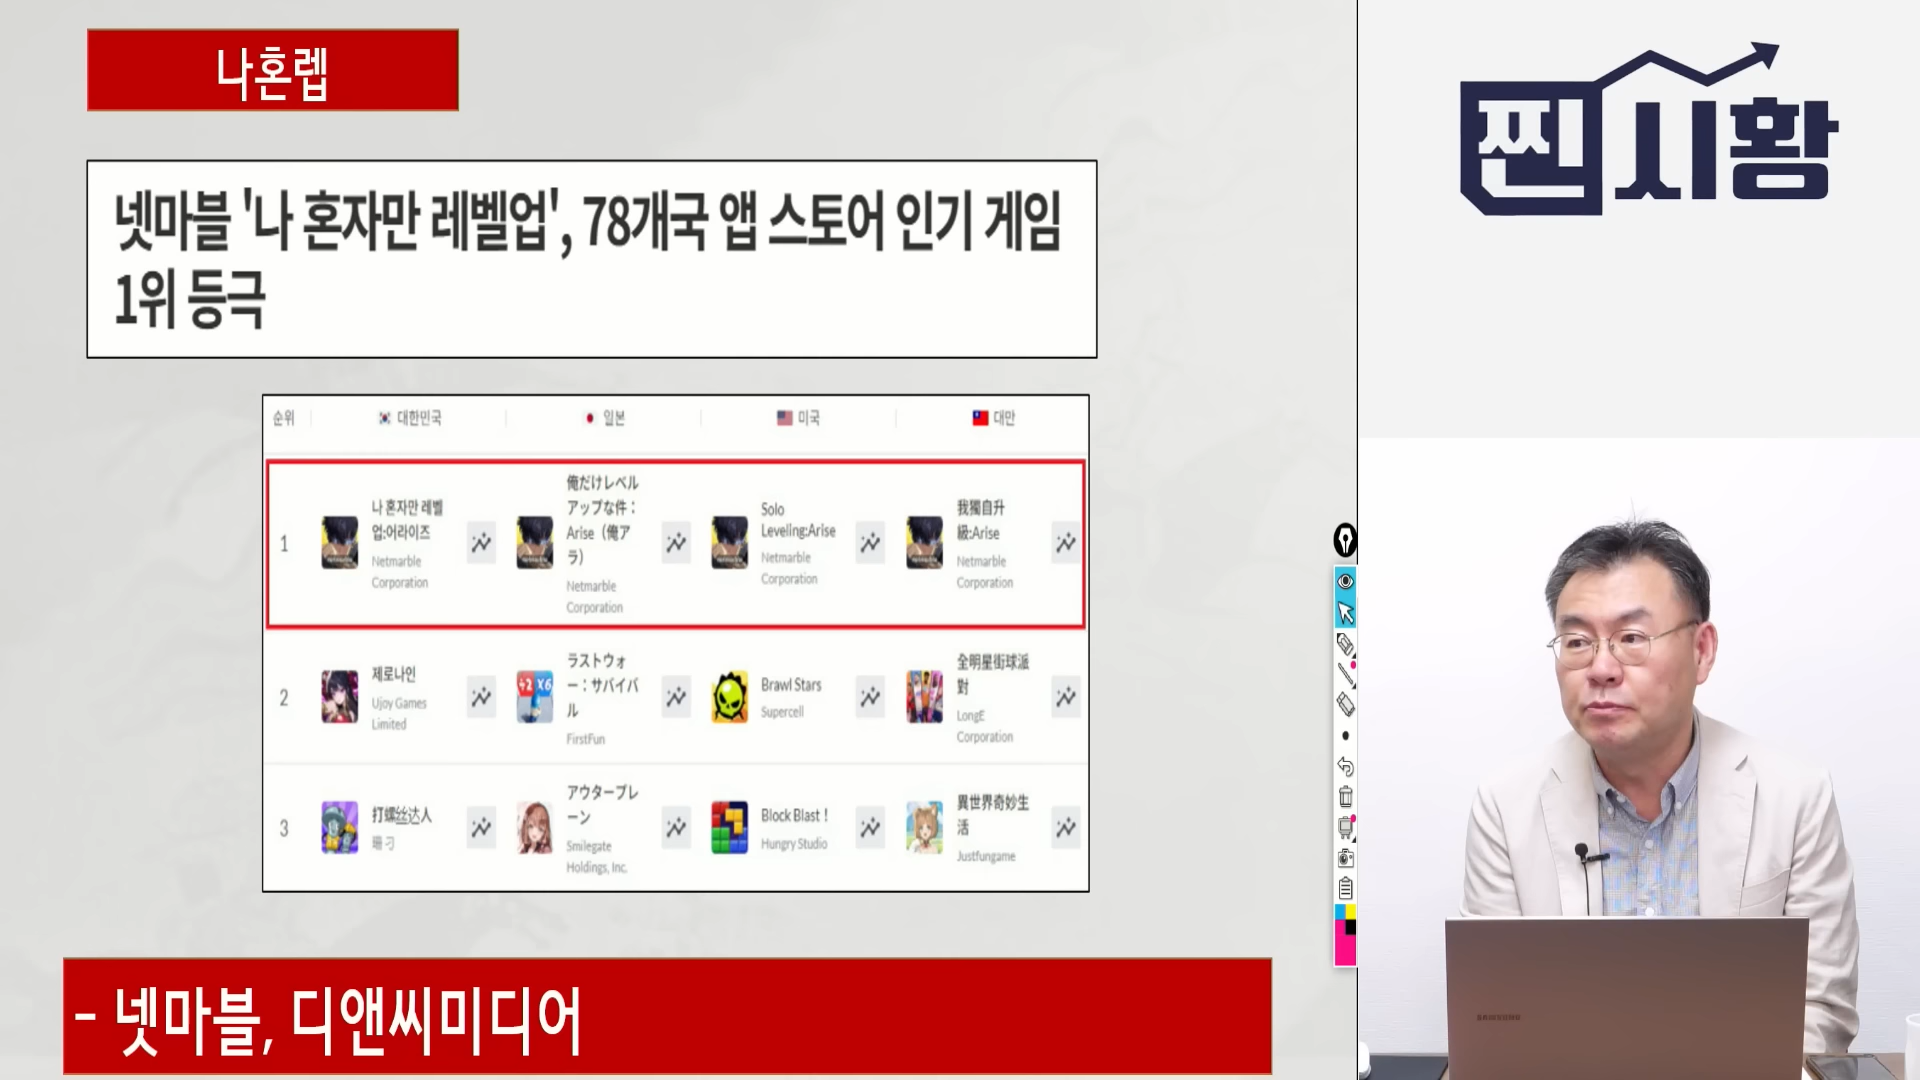 나혼렙
찐시황
넷마블 '나 혼자만 레벨업', 78개국 앱 스토어 인기 게임
1위 등극
순위 대한민국 일본 미국 대만
1
나 혼자만 레벨
업:어라이즈
Netmarble
Corporation
俺だけレベル
アップな件：
Arise（俺ア
ラ）
Netmarble
Corporation
Solo
Leveling:Arise
Netmarble
Corporation
我獨自升
級:Arise
Netmarble
Corporation
2
제로나인
Ujoy Games
Limited
ラストウォ
ー：サバイバ
ル
FirstFun
Brawl Stars
Supercell
全明星街球派
對
LongE
Corporation
3
打螺丝达人
珊 刁
アウタープレ
ーン
Smilegate
Holdings, Inc.
Block Blast！
Hungry Studio
異世界奇妙生
活
Justfungame
- 넷마블, 디앤씨미디어
SAMSUNG